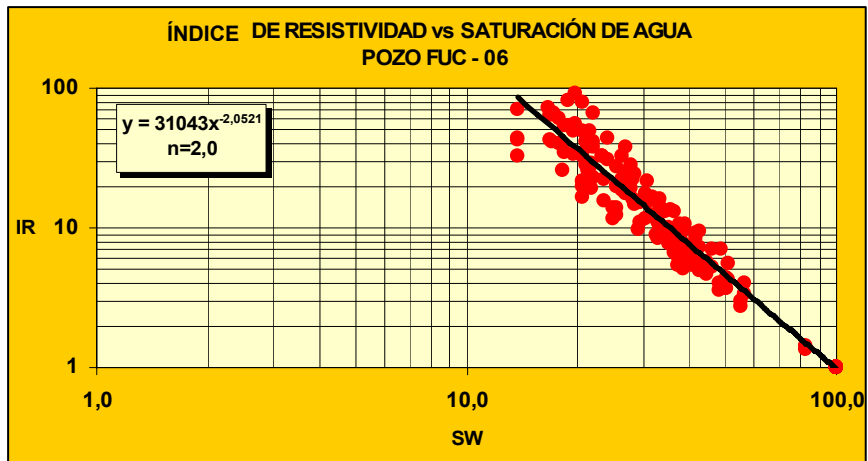 ÍNDICE DE RESISTIVIDAD vs SATURACIÓN DE AGUA
POZO FUC - 06
100
y = 31043x^-2,0521
n=2,0
IR
10
1
1,0
10,0
100,0
SW